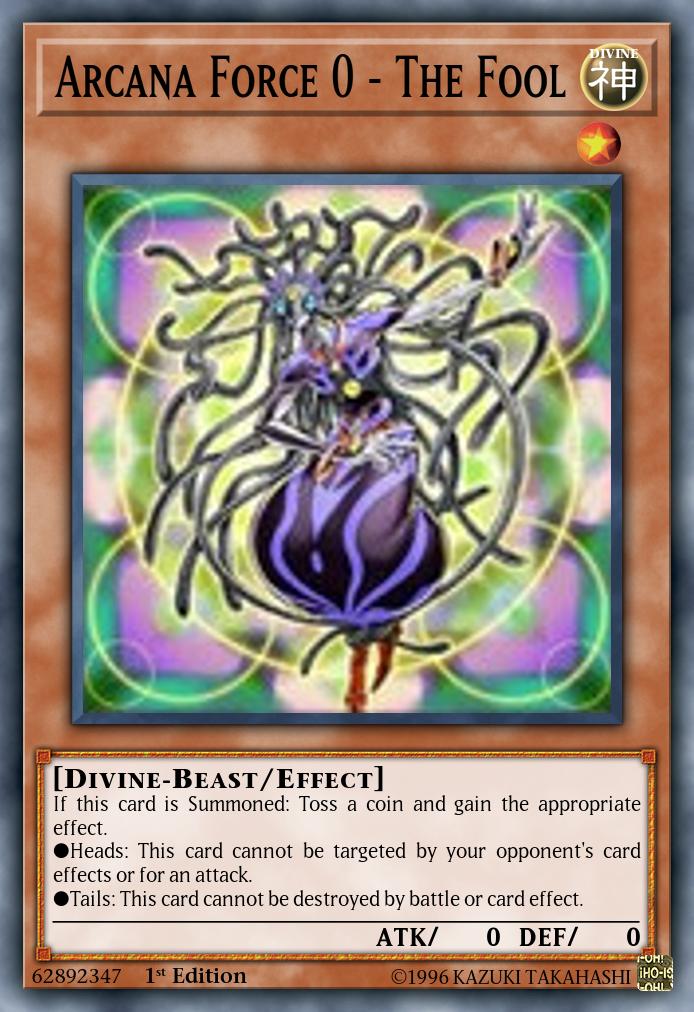 ARCANA FORCE 0 - THE FOOL
DIVINE
神
[DIVINE-BEAST/EFFECT]
If this card is Summoned: Toss a coin and gain the appropriate
effect.
●Heads: This card cannot be targeted by your opponent's card
effects or for an attack.
●Tails: This card cannot be destroyed by battle or card effect.
ATK/ 0 DEF/ 0
62892347 1st Edition ©1996 KAZUKI TAKAHASHI